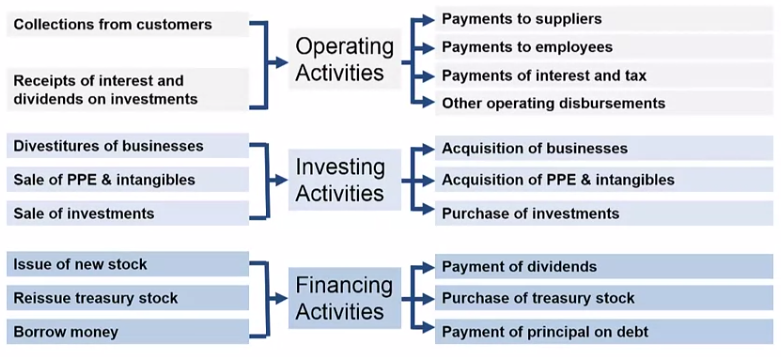 Collections from customers
Receipts of interest and
dividends on investments
Operating
Activities
Payments to suppliers
Payments to employees
Payments of interest and tax
Other operating disbursements
Divestitures of businesses
Sale of PPE & intangibles
Sale of investments
Investing
Activities
Acquisition of businesses
Acquisition of PPE & intangibles
Purchase of investments
Issue of new stock
Reissue treasury stock
Borrow money
Financing
Activities
Payment of dividends
Purchase of treasury stock
Payment of principal on debt